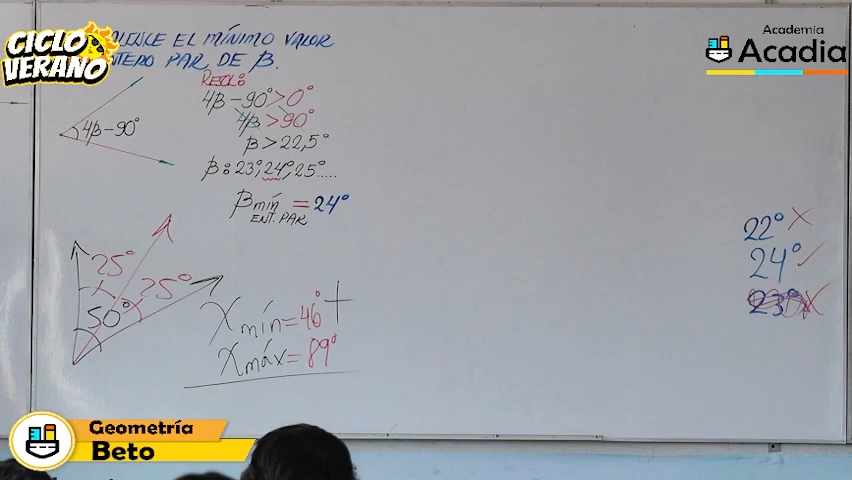 CICLO
VERANO
EL MÍNIMO VALOR
PAR DE β.
RESOL:
4β-90°>0°
4β>90°
β>22,5°
β:23°,24°,25°.....
βmín = 24°
ENT. PAR
4β-90°
25°
25°
50°
Xmín=46°
Xmáx=89°
+
22° X
24° ✓
23° X
Academia
Acadia
Geometría
Beto